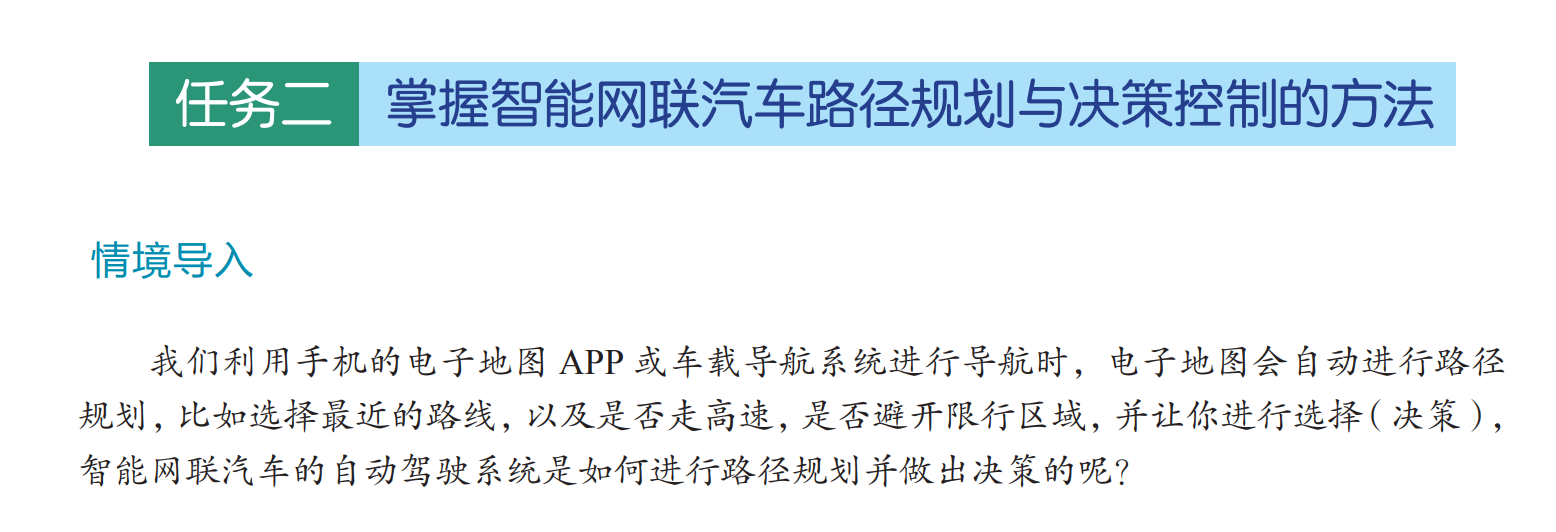 任务二 掌握智能网联汽车路径规划与决策控制的方法
情境导入
我们利用手机的电子地图 APP 或车载导航系统进行导航时，电子地图会自动进行路径
规划，比如选择最近的路线，以及是否走高速，是否避开限行区域，并让你进行选择（决策），
智能网联汽车的自动驾驶系统是如何进行路径规划并做出决策的呢？